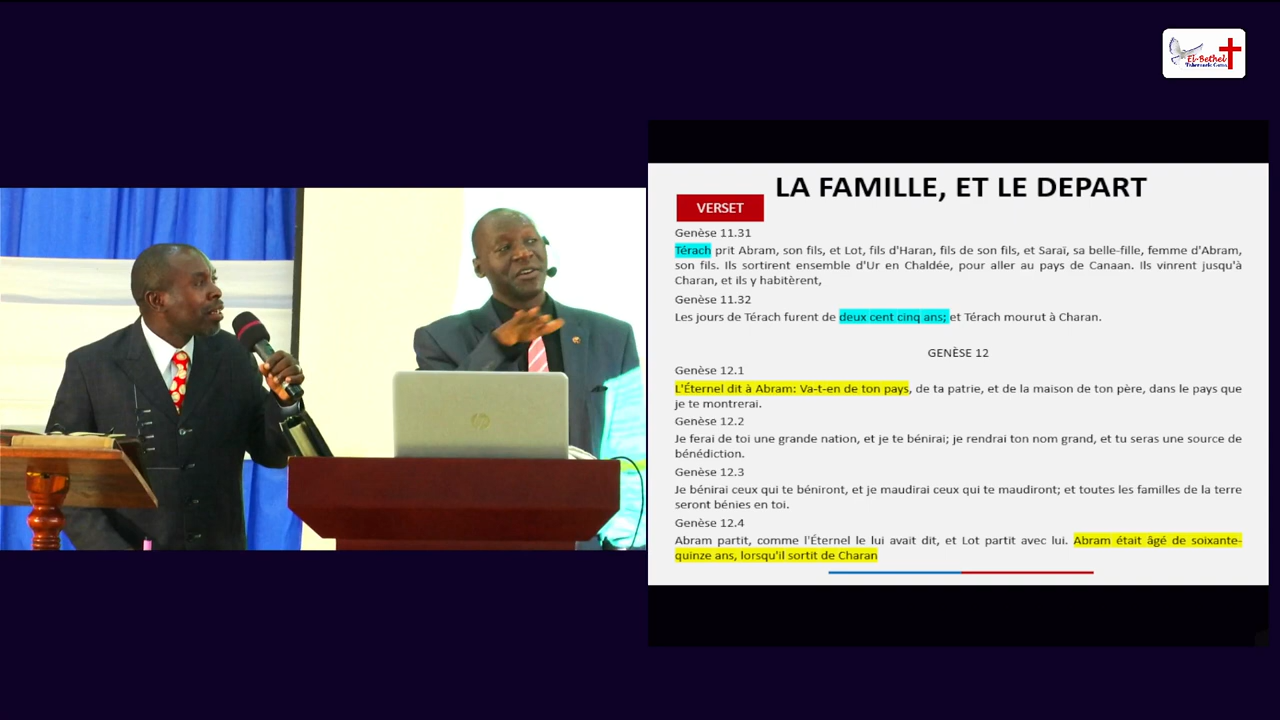 El-Bethel
LA FAMILLE, ET LE DEPART
VERSET
Genèse 11.31
Térach prit Abram, son fils, et Lot, fils d'Haran, fils de son fils, et Saraï, sa belle-fille, femme d'Abram,
son fils. Ils sortirent ensemble d'Ur en Chaldée, pour aller au pays de Canaan. Ils vinrent jusqu'à
Charan, et ils y habitèrent,
Genèse 11.32
Les jours de Térach furent de deux cent cinq ans; et Térach mourut à Charan.
GENÈSE 12
Genèse 12.1
L'Éternel dit à Abram: Va-t-en de ton pays, de ta patrie, et de la maison de ton père, dans le pays que
je te montrerai.
Genèse 12.2
Je ferai de toi une grande nation, et je te bénirai; je rendrai ton nom grand, et tu seras une source de
bénédiction.
Genèse 12.3
Je bénirai ceux qui te béniront, et je maudirai ceux qui te maudiront; et toutes les familles de la terre
seront bénies en toi.
Genèse 12.4
Abram partit, comme l'Éternel le lui avait dit, et Lot partit avec lui. Abram était âgé de soixante-
quinze ans, lorsqu'il sortit de Charan